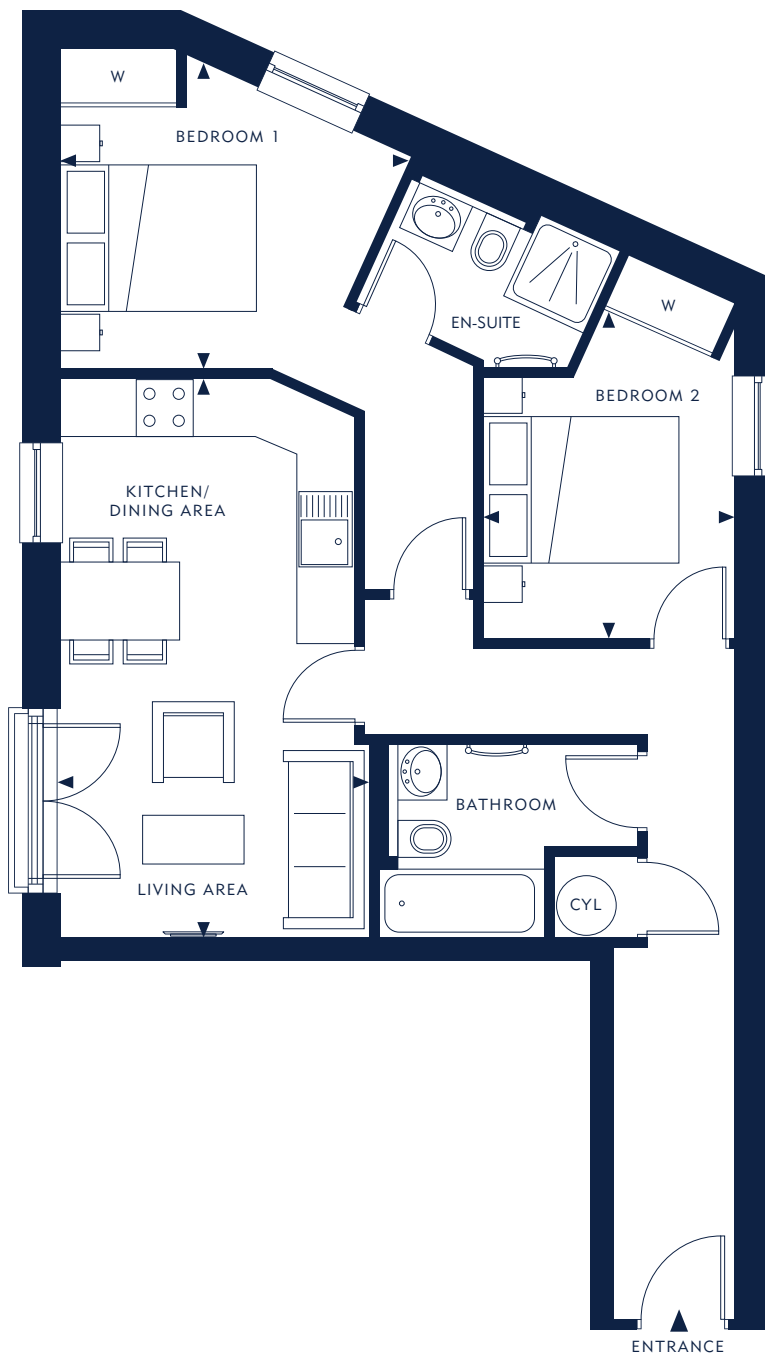 W
BEDROOM 1
EN-SUITE
W
BEDROOM 2
KITCHEN/
DINING AREA
BATHROOM
LIVING AREA
CYL
ENTRANCE